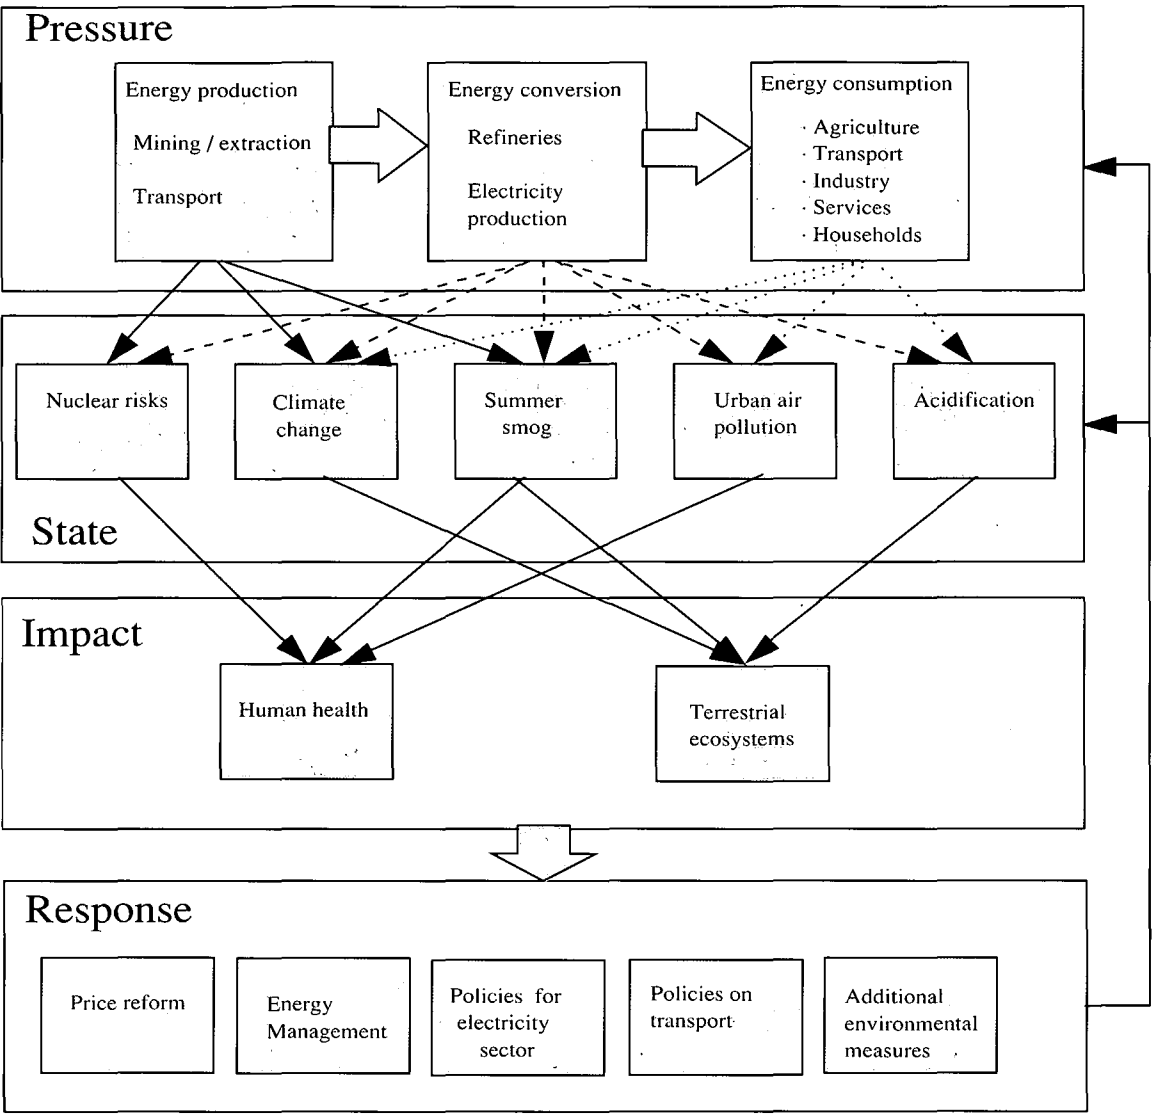 Pressure
Energy production
Mining / extraction
Transport
Energy conversion
Refineries
Electricity
production
Energy consumption
· Agriculture
· Transport
· Industry
· Services
· Households
Nuclear risks
Climate
change
Summer
smog
Urban air
pollution
Acidification
State
Impact
Human health
Terrestrial
ecosystems
Response
Price reform
Energy
Management
Policies for
electricity
sector
Policies on
transport
Additional
environmental
measures